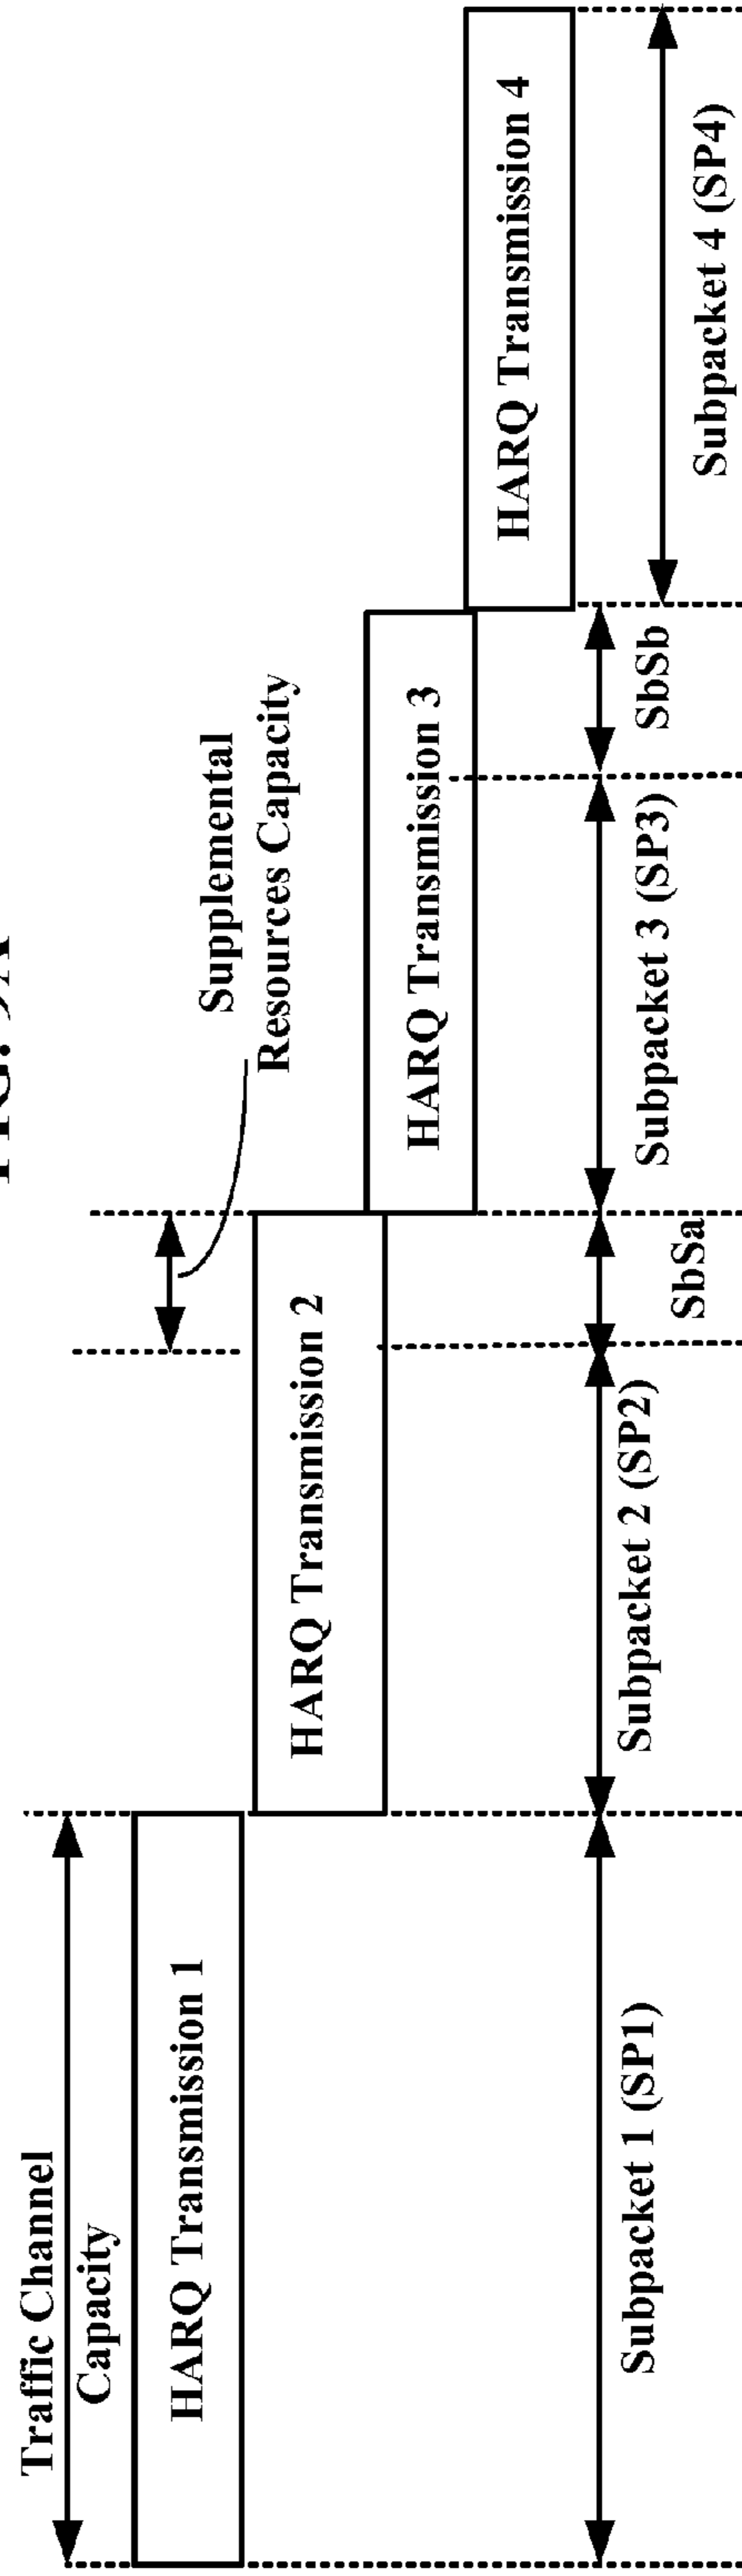 Traffic Channel
Capacity
HARQ Transmission 1
HARQ Transmission 2
Supplemental
Resources Capacity
HARQ Transmission 3
HARQ Transmission 4
Subpacket 1 (SP1)
Subpacket 2 (SP2)
SbSa
Subpacket 3 (SP3)
SbSb
Subpacket 4 (SP4)